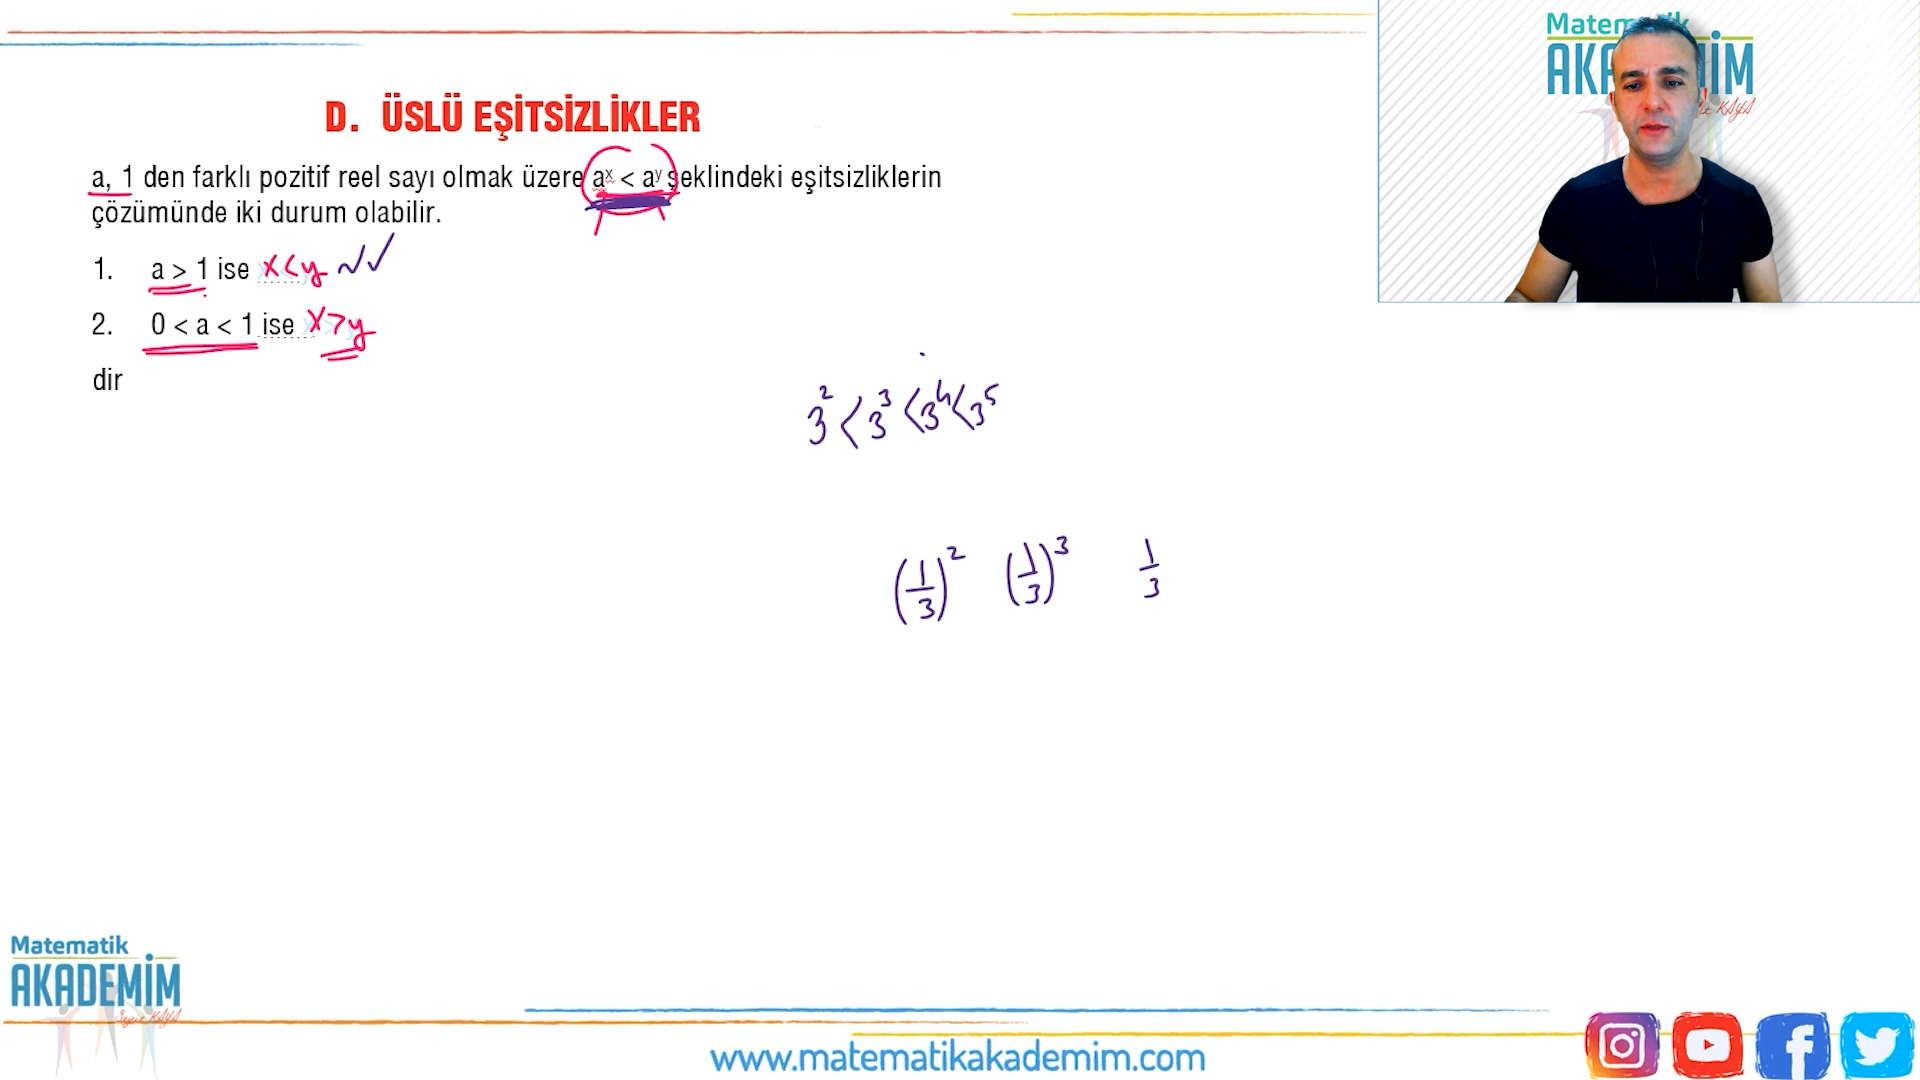 Matematik
AKADEMİM
D. ÜSLÜ EŞİTSİZLİKLER
a, 1 den farklı pozitif reel sayı olmak üzere aˣ < aʸ şeklindeki eşitsizliklerin
çözümünde iki durum olabilir.
1. a > 1 ise x<y
2. 0 < a < 1 ise x>y
dir
3² < 3³ < 3⁴ < 3⁵
(1/3)² (1/3)³ 1/3
Matematik
AKADEMİM
www.matematikakademim.com